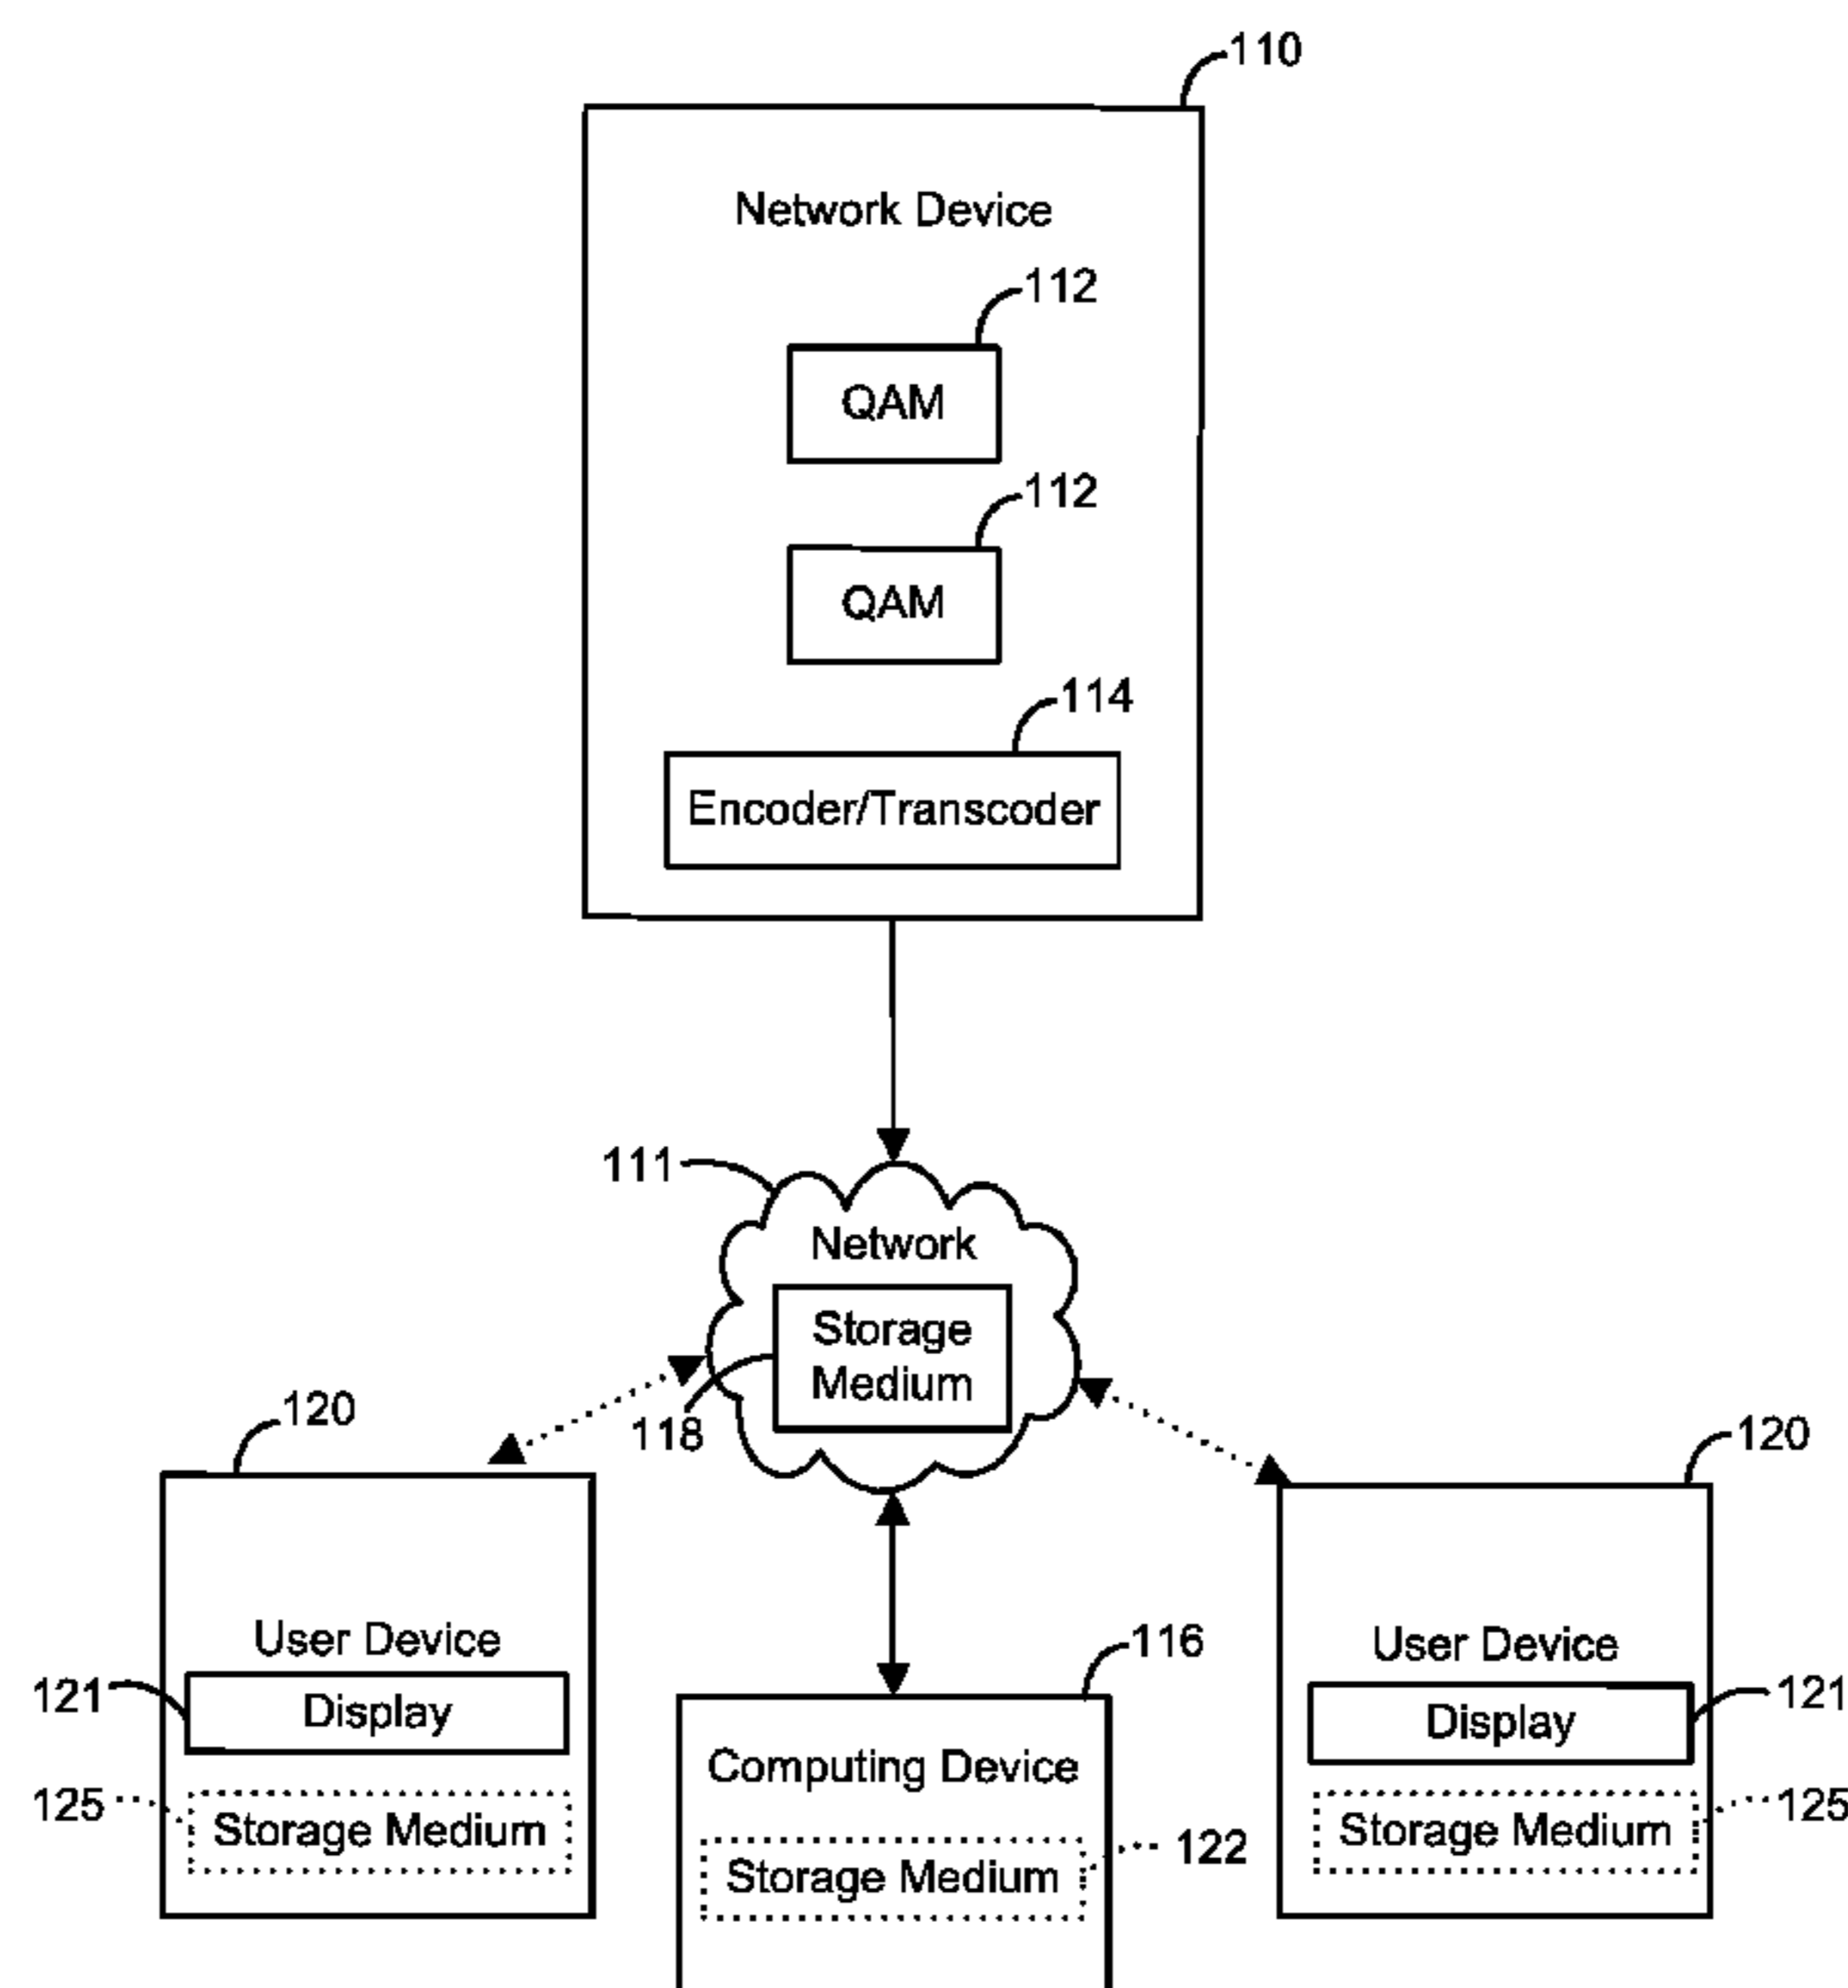 110
Network Device
112
QAM
112
QAM
114
Encoder/Transcoder
111
Network
Storage
Medium
118
120
120
User Device
121
Display
125
Storage Medium
116
Computing Device
Storage Medium
122
User Device
Display
121
Storage Medium
125